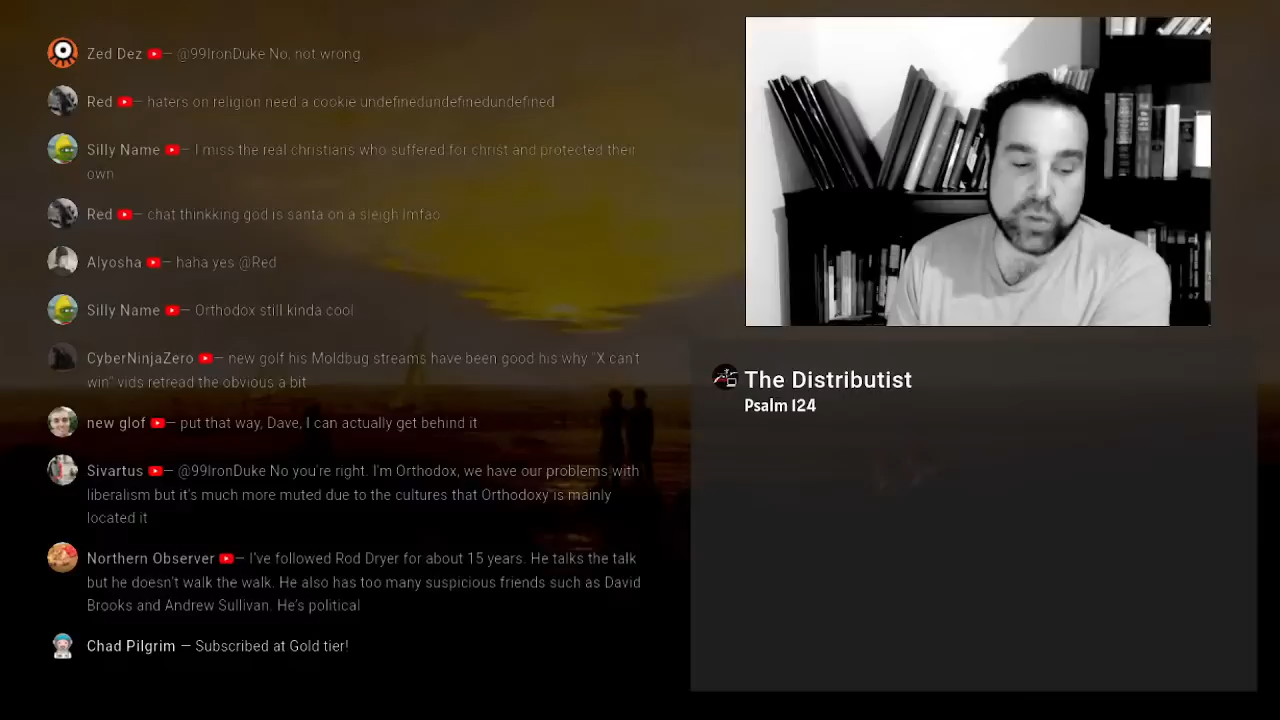 Zed Dez — @99IronDuke No, not wrong.
Red — haters on religion need a cookie undefinedundefinedundefined
Silly Name — I miss the real christians who suffered for christ and protected their
own
Red — chat thinkking god is santa on a sleigh lmfao
Alyosha — haha yes @Red
Silly Name — Orthodox still kinda cool
CyberNinjaZero — new golf his Moldbug streams have been good his why "X can't
win" vids retread the obvious a bit
new glof — put that way, Dave, I can actually get behind it
Sivartus — @99IronDuke No you're right. I'm Orthodox, we have our problems with
liberalism but it's much more muted due to the cultures that Orthodoxy is mainly
located it
Northern Observer — I've followed Rod Dryer for about 15 years. He talks the talk
but he doesn't walk the walk. He also has too many suspicious friends such as David
Brooks and Andrew Sullivan. He's political
Chad Pilgrim — Subscribed at Gold tier!
The Distributist
Psalm 124